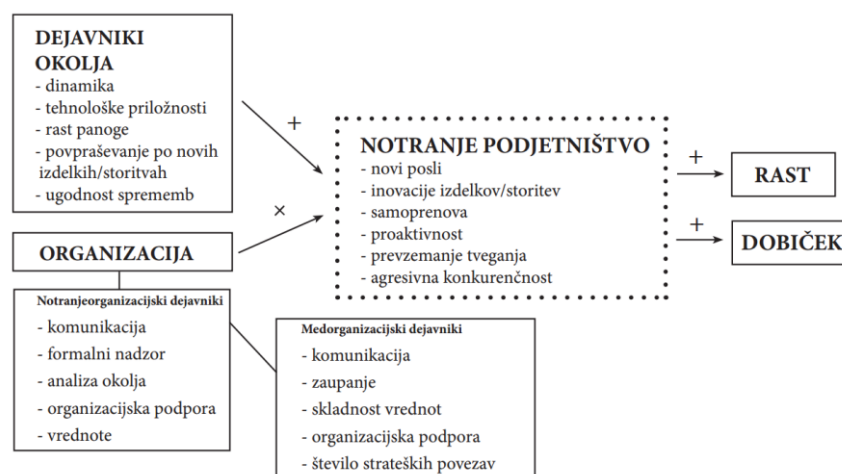 DEJAVNIKI
OKOLJA
- dinamika
- tehnološke priložnosti
- rast panoge
- povpraševanje po novih
izdelkih/storitvah
- ugodnost sprememb
+
×
ORGANIZACIJA
Notranjeorganizacijski dejavniki
- komunikacija
- formalni nadzor
- analiza okolja
- organizacijska podpora
- vrednote
Medorganizacijski dejavniki
- komunikacija
- zaupanje
- skladnost vrednot
- organizacijska podpora
- število strateških povezav
NOTRANJE PODJETNIŠTVO
- novi posli
- inovacije izdelkov/storitev
- samoprenova
- proaktivnost
- prevzemanje tveganja
- agresivna konkurenčnost
+
RAST
+
DOBIČEK